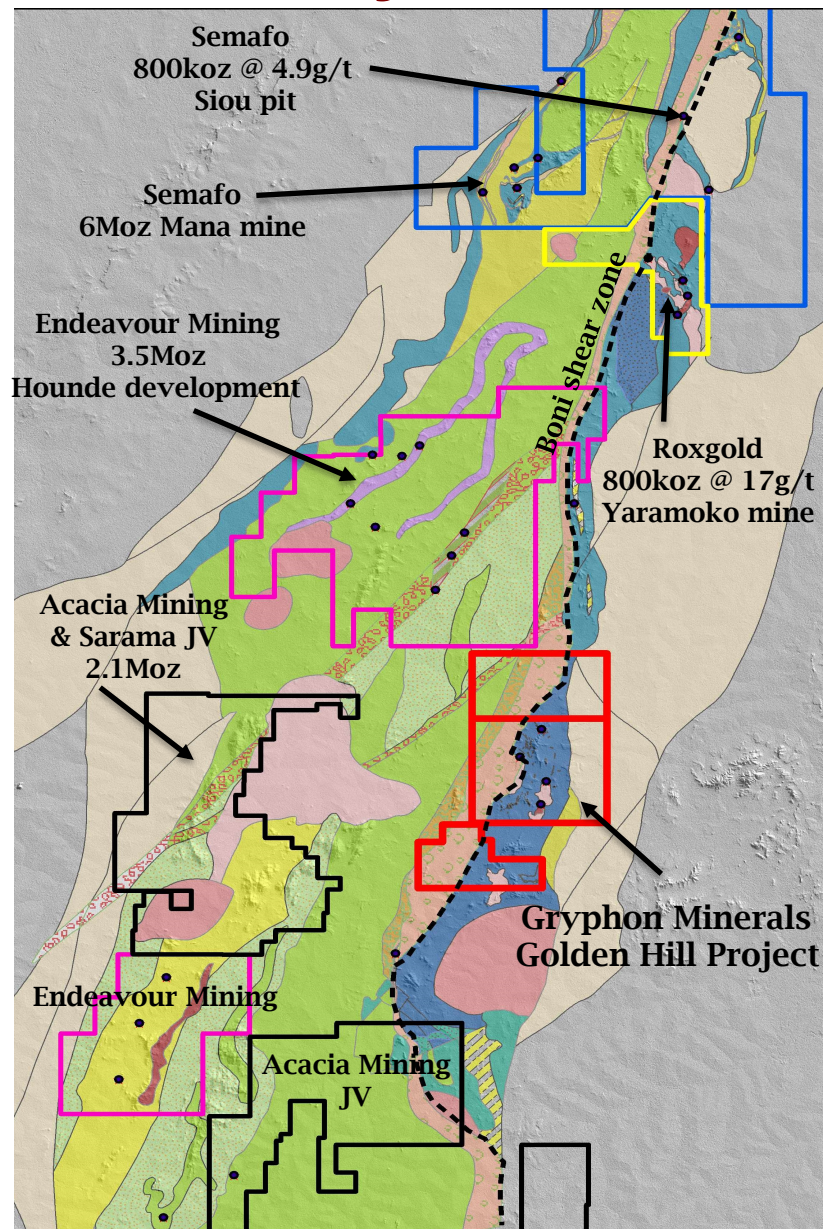 Semafo
800koz @ 4.9g/t
Siou pit
Semafo
6Moz Mana mine
Boni shear zone
Endeavour Mining
3.5Moz
Hounde development
Roxgold
800koz @ 17g/t
Yaramoko mine
Acacia Mining
& Sarama JV
2.1Moz
Gryphon Minerals
Golden Hill Project
Endeavour Mining
Acacia Mining
JV